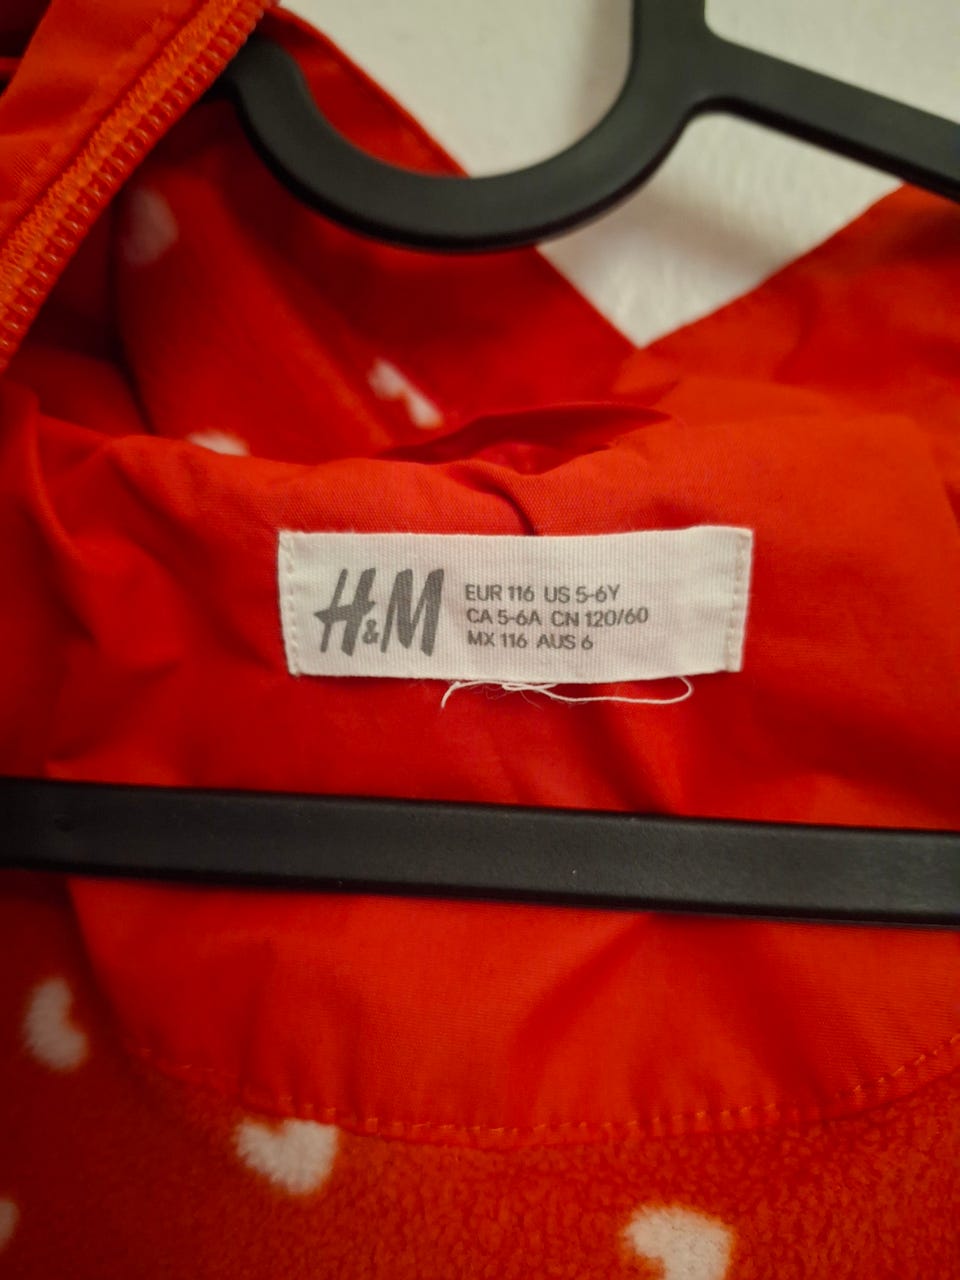 H&M
EUR 116 US 5-6Y
CA 5-6A CN 120/60
MX 116 AUS 6